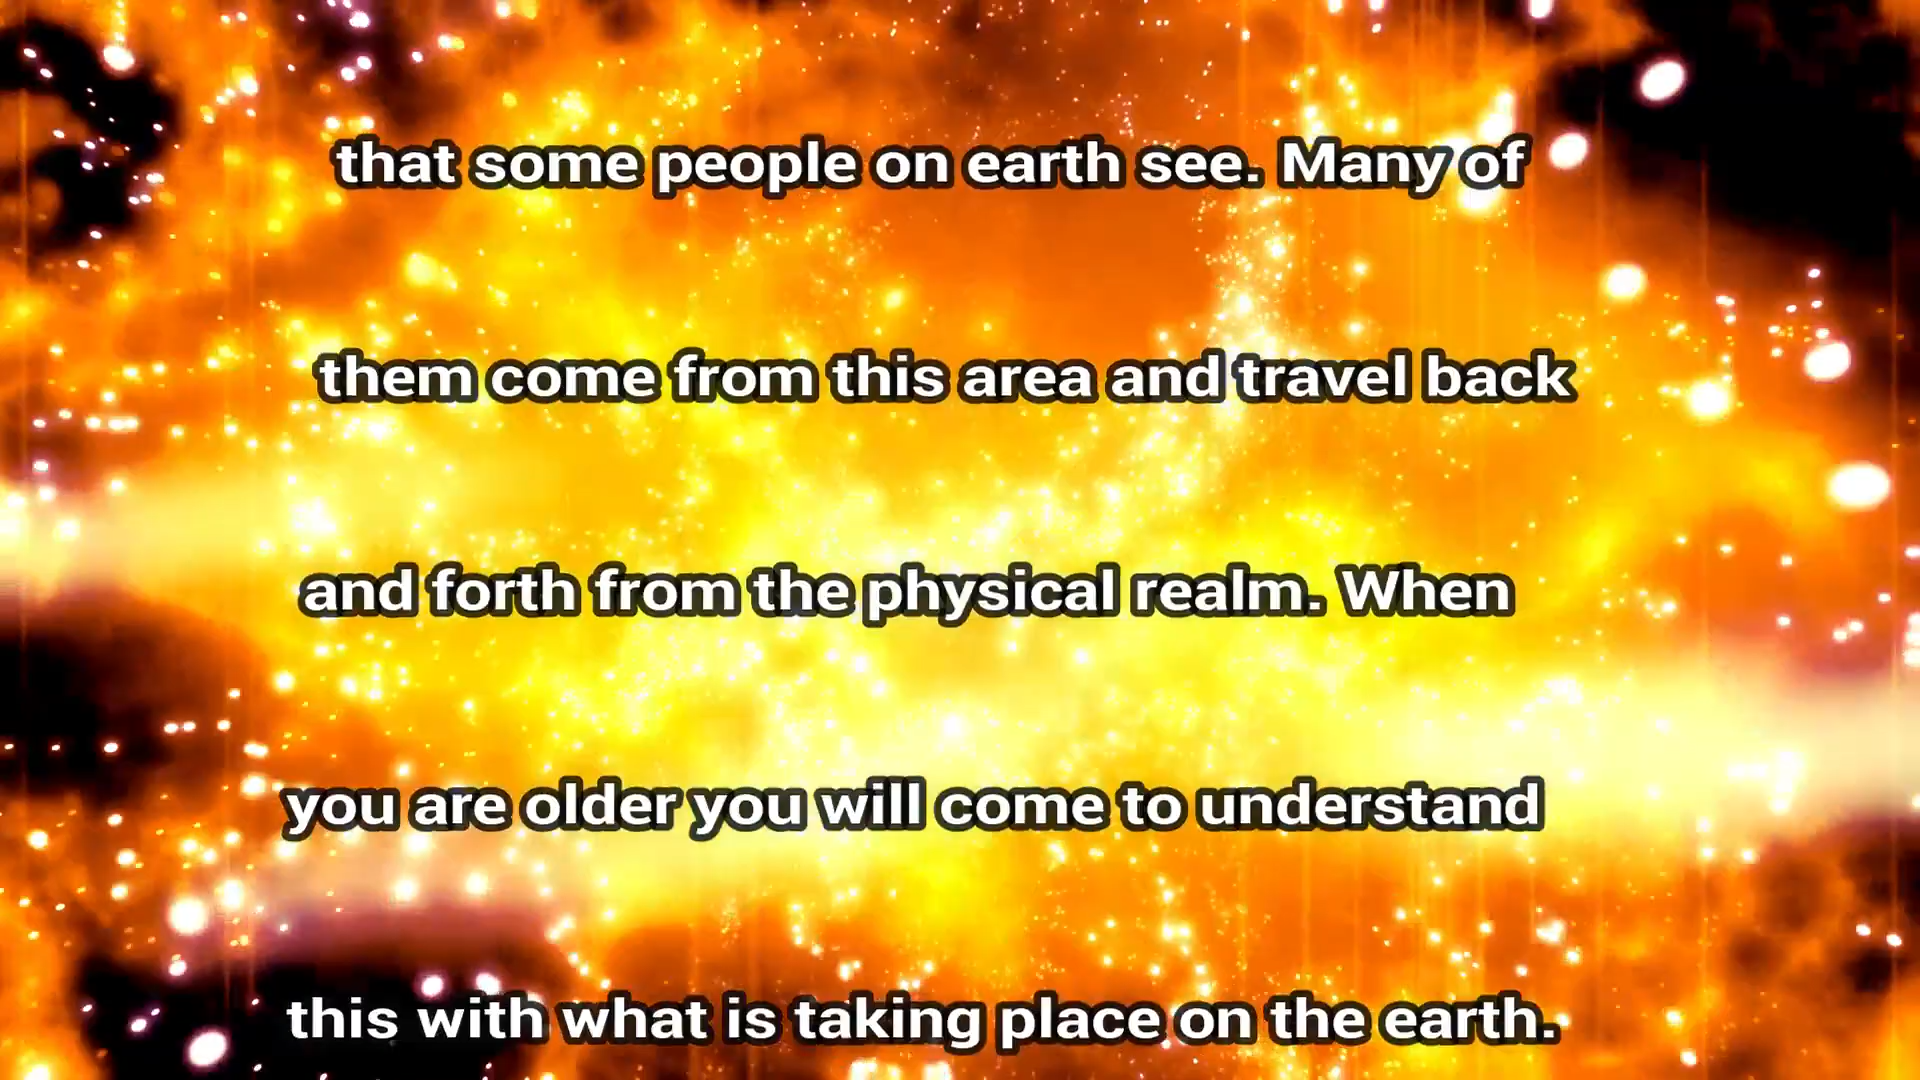 that some people on earth see. Many of
them come from this area and travel back
and forth from the physical realm. When
you are older you will come to understand
this with what is taking place on the earth.